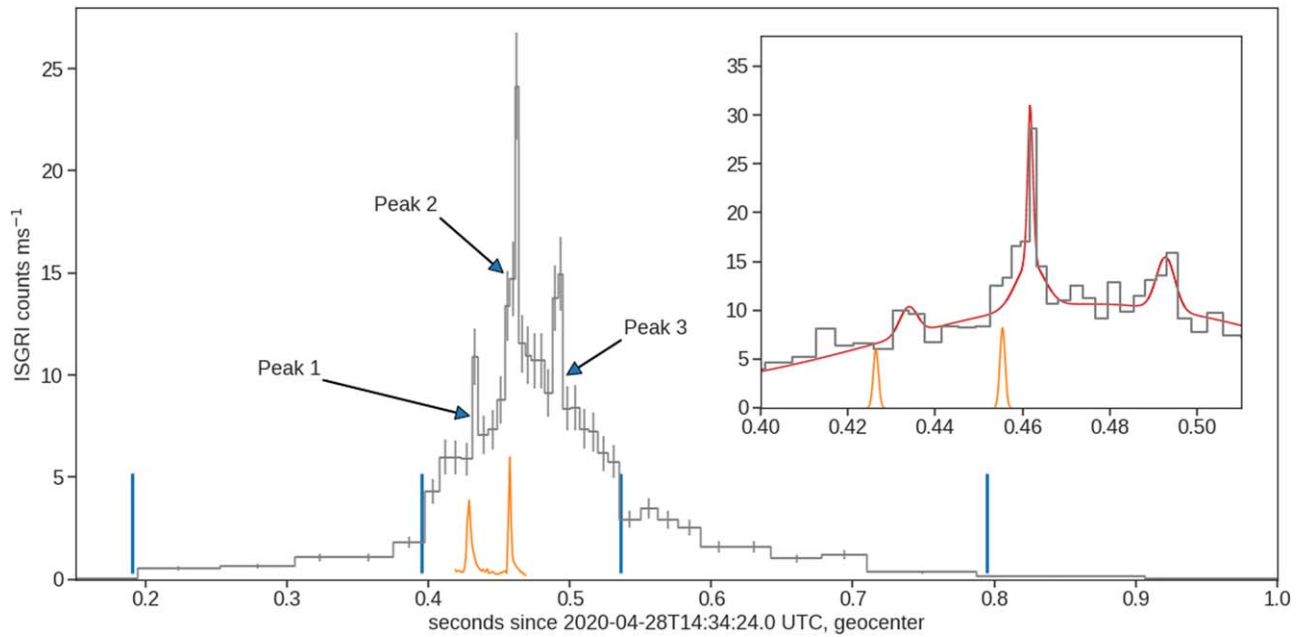 ISGRI counts ms⁻¹
25
20
15
10
5
0
Peak 2
Peak 1
Peak 3
35
30
25
20
15
10
5
0
0.40 0.42 0.44 0.46 0.48 0.50
0.2 0.3 0.4 0.5 0.6 0.7 0.8 0.9 1.0
seconds since 2020-04-28T14:34:24.0 UTC, geocenter